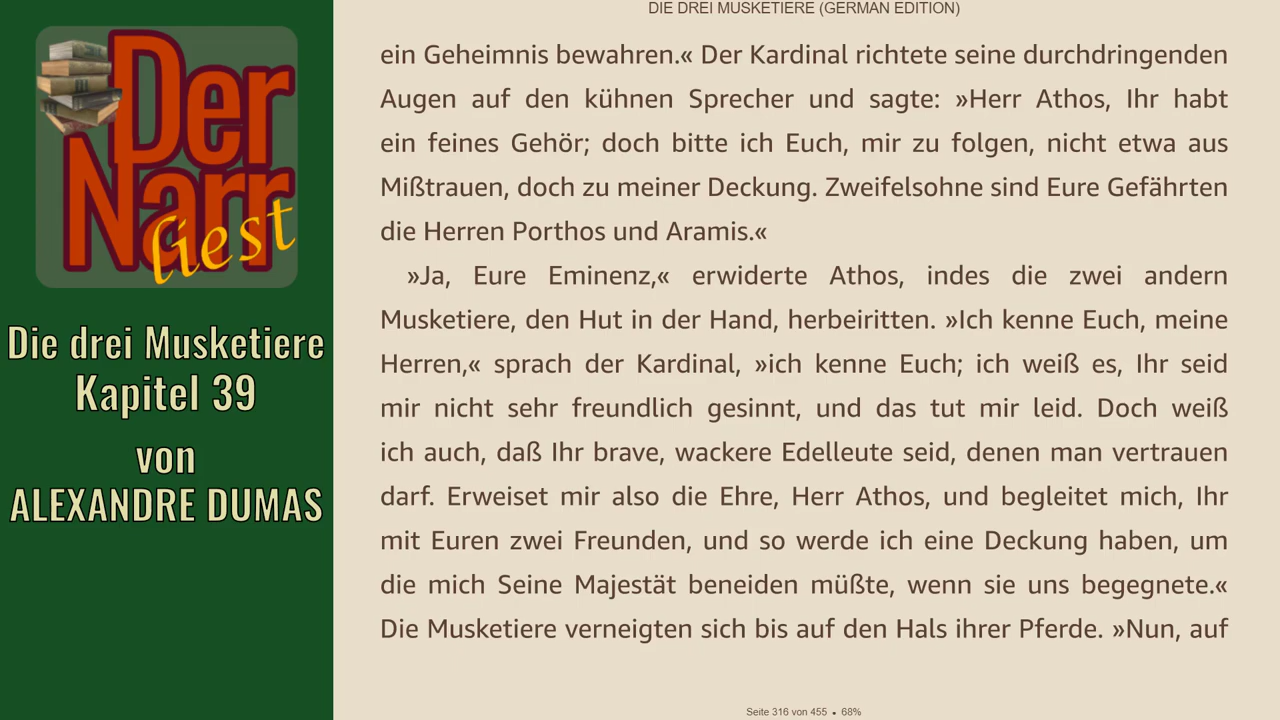 Der
Narr
liest
Die drei Musketiere
Kapitel 39
von
ALEXANDRE DUMAS
DIE DREI MUSKETIERE (GERMAN EDITION)
ein Geheimnis bewahren.« Der Kardinal richtete seine durchdringenden
Augen auf den kühnen Sprecher und sagte: »Herr Athos, Ihr habt
ein feines Gehör; doch bitte ich Euch, mir zu folgen, nicht etwa aus
Mißtrauen, doch zu meiner Deckung. Zweifelsohne sind Eure Gefährten
die Herren Porthos und Aramis.«
»Ja, Eure Eminenz,« erwiderte Athos, indes die zwei andern
Musketiere, den Hut in der Hand, herbeiritten. »Ich kenne Euch, meine
Herren,« sprach der Kardinal, »ich kenne Euch; ich weiß es, Ihr seid
mir nicht sehr freundlich gesinnt, und das tut mir leid. Doch weiß
ich auch, daß Ihr brave, wackere Edelleute seid, denen man vertrauen
darf. Erweiset mir also die Ehre, Herr Athos, und begleitet mich, Ihr
mit Euren zwei Freunden, und so werde ich eine Deckung haben, um
die mich Seine Majestät beneiden müßte, wenn sie uns begegnete.«
Die Musketiere verneigten sich bis auf den Hals ihrer Pferde. »Nun, auf
Seite 316 von 455 • 68%